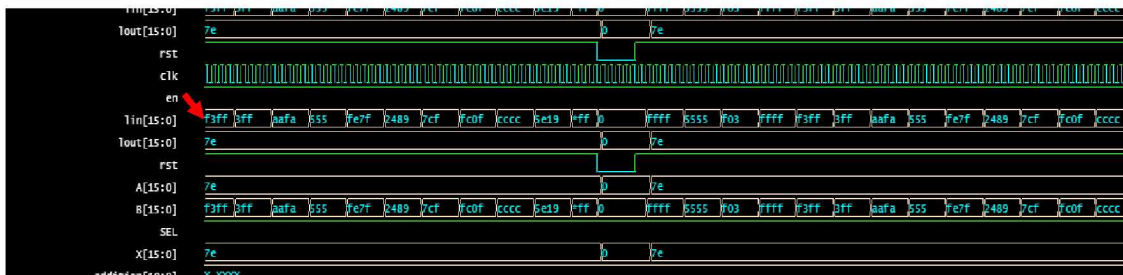 lout[15:0] 7e 0 7e
rst
clk
en
lin[15:0] f3ff 3ff aafa 555 fe7f 2489 7cf fc0f cccc 5e19 *ff 0 ffff 5555 f03 ffff f3ff 3ff aafa 555 fe7f 2489 7cf fc0f cccc
lout[15:0] 7e 0 7e
rst
A[15:0] 7e 0 7e
B[15:0] f3ff 3ff aafa 555 fe7f 2489 7cf fc0f cccc 5e19 *ff 0 ffff 5555 f03 ffff f3ff 3ff aafa 555 fe7f 2489 7cf fc0f cccc
SEL
X[15:0] 7e 0 7e